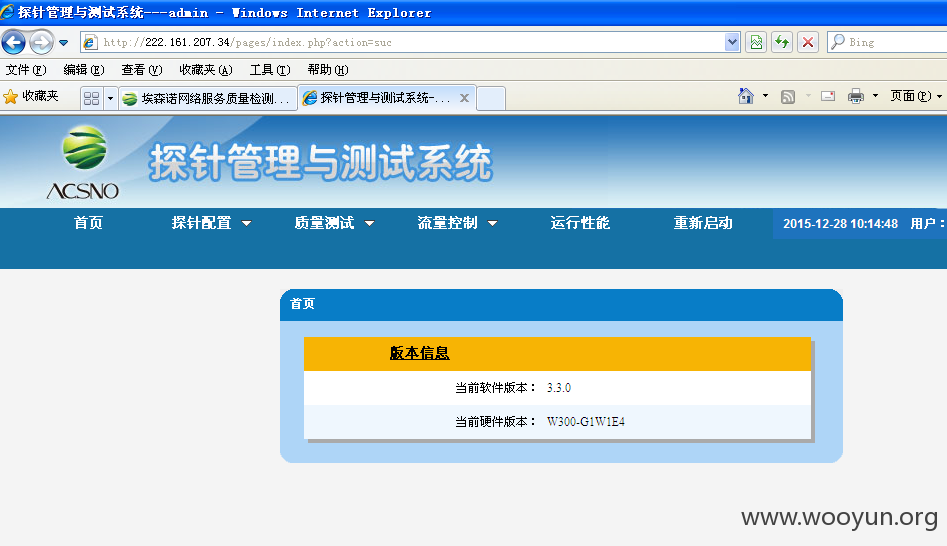 探针管理与测试系统---admin - Windows Internet Explorer
http://222.161.207.34/pages/index.php?action=suc
Bing
文件(F) 编辑(E) 查看(V) 收藏夹(A) 工具(T) 帮助(H)
收藏夹 埃森诺网络服务质量检测... 探针管理与测试系统-... 页面(P)
ACSNO 探针管理与测试系统
首页 探针配置 质量测试 流量控制 运行性能 重新启动 2015-12-28 10:14:48 用户：
首页
版本信息
当前软件版本： 3.3.0
当前硬件版本： W300-G1W1E4
www.wooyun.org